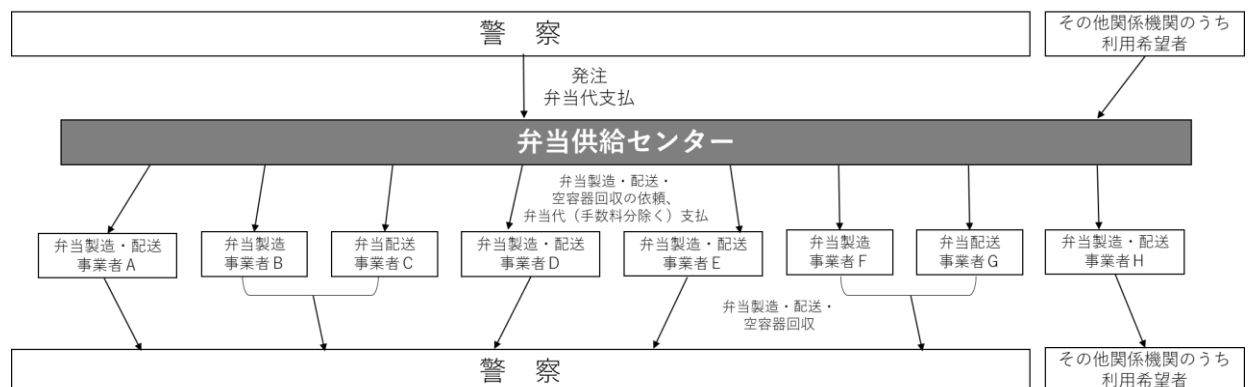 警 察
その他関係機関のうち
利用希望者
発注
弁当代支払
弁当供給センター
弁当製造・配送・
空容器回収の依頼、
弁当代（手数料分除く）支払
弁当製造・配送
事業者A
弁当製造
事業者B
弁当配送
事業者C
弁当製造・配送
事業者D
弁当製造・配送
事業者E
弁当製造
事業者F
弁当配送
事業者G
弁当製造・配送
事業者H
弁当製造・配送・
空容器回収
警 察
その他関係機関のうち
利用希望者